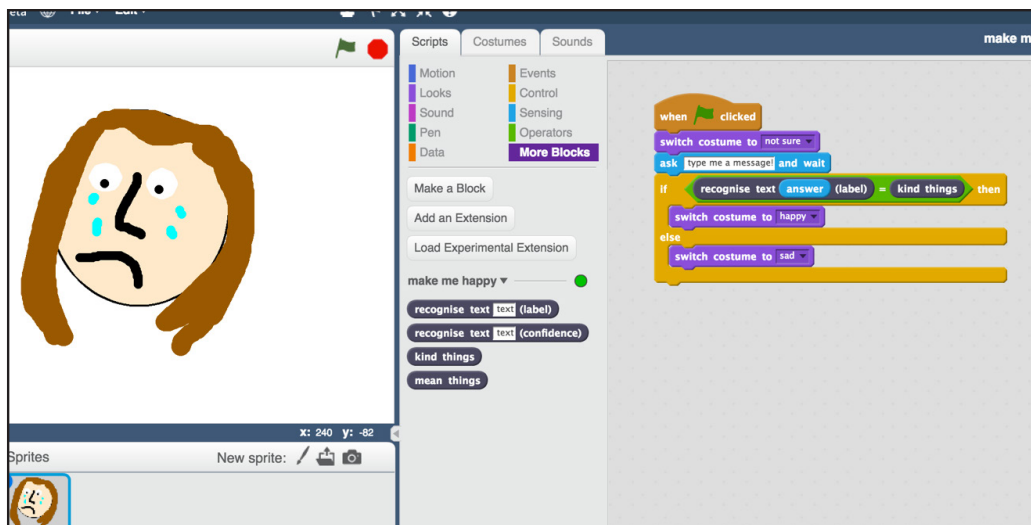 Scripts
Costumes
Sounds
make me
Motion
Looks
Sound
Pen
Data
Events
Control
Sensing
Operators
More Blocks
Make a Block
Add an Extension
Load Experimental Extension
make me happy
recognise text text (label)
recognise text text (confidence)
kind things
mean things
when clicked
switch costume to not sure
ask type me a message! and wait
if recognise text answer (label) = kind things then
switch costume to happy
else
switch costume to sad
x: 240 y: -82
Sprites
New sprite: